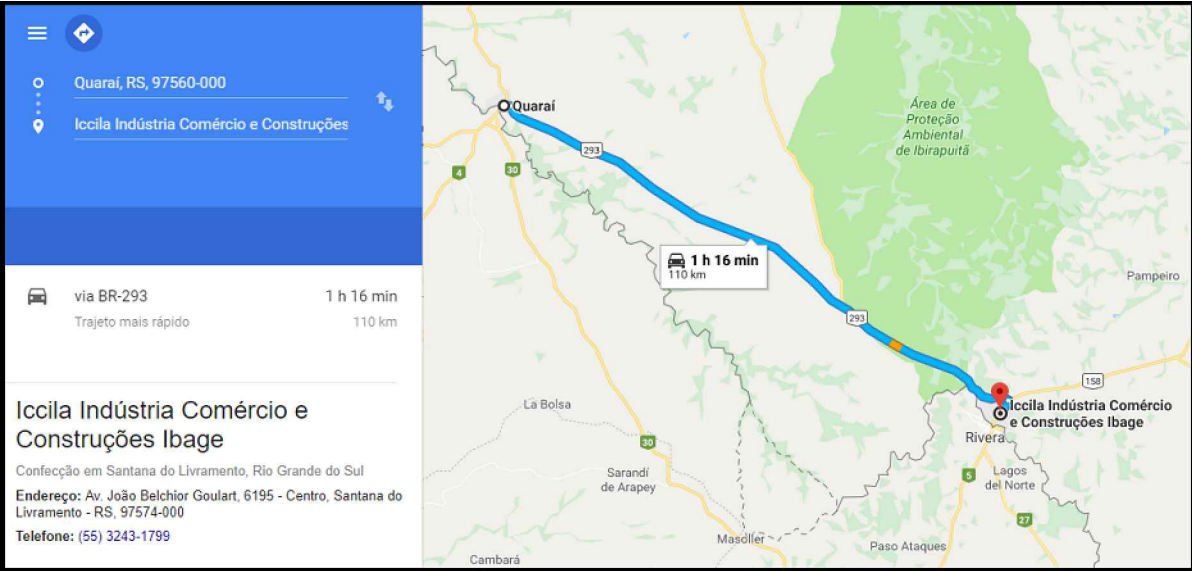 Quaraí, RS, 97560-000
Iccila Indústria Comércio e Construções
via BR-293
1 h 16 min
Trajeto mais rápido
110 km
Iccila Indústria Comércio e
Construções Ibage
Confecção em Santana do Livramento, Rio Grande do Sul
Endereço: Av. João Belchior Goulart, 6195 - Centro, Santana do
Livramento - RS, 97574-000
Telefone: (55) 3243-1799
Quaraí
293
4
30
Área de
Proteção
Ambiental
de Ibirapuitã
1 h 16 min
110 km
Pampeiro
293
158
La Bolsa
Iccila Indústria Comércio
e Construções Ibage
Rivera
30
Sarandí
de Arapey
5
Lagos
del Norte
27
Masoller
Paso Ataques
Cambará